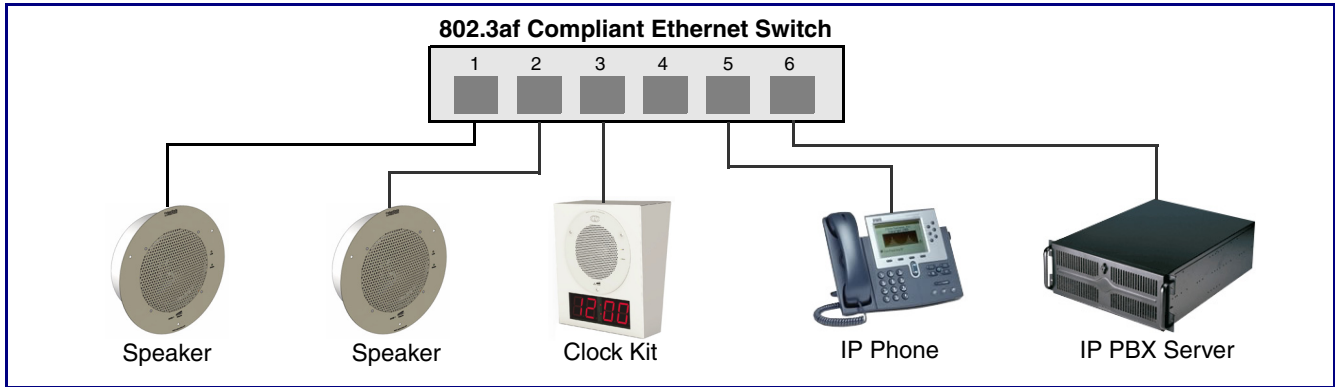 802.3af Compliant Ethernet Switch
1 2 3 4 5 6
12:00
Speaker Speaker Clock Kit IP Phone IP PBX Server